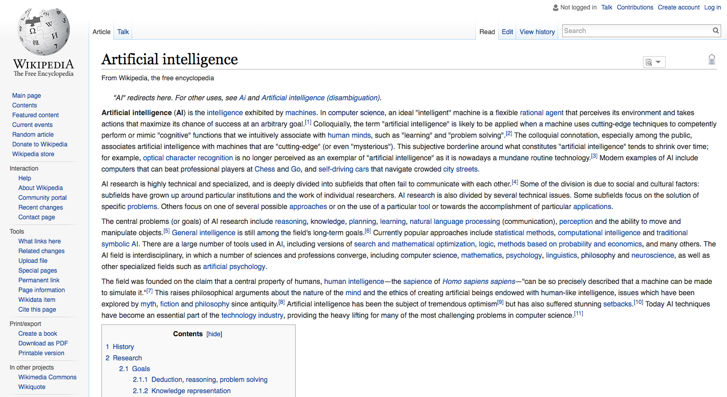 Not logged in Talk Contributions Create account Log in
Article Talk Read Edit View history Search
WIKIPEDIA
The Free Encyclopedia
Main page
Contents
Featured content
Current events
Random article
Donate to Wikipedia
Wikipedia store
Interaction
Help
About Wikipedia
Community portal
Recent changes
Contact page
Tools
What links here
Related changes
Upload file
Special pages
Permanent link
Page information
Wikidata item
Cite this page
Print/export
Create a book
Download as PDF
Printable version
In other projects
Wikimedia Commons
Wikiquote
Artificial intelligence
From Wikipedia, the free encyclopedia
"AI" redirects here. For other uses, see Ai and Artificial intelligence (disambiguation).
Artificial intelligence (AI) is the intelligence exhibited by machines. In computer science, an ideal "intelligent" machine is a flexible rational agent that perceives its environment and takes
actions that maximize its chance of success at an arbitrary goal.[1] Colloquially, the term "artificial intelligence" is likely to be applied when a machine uses cutting-edge techniques to competently
perform or mimic "cognitive" functions that we intuitively associate with human minds, such as "learning" and "problem solving".[2] The colloquial connotation, especially among the public,
associates artificial intelligence with machines that are "cutting-edge" (or even "mysterious"). This subjective borderline around what constitutes "artificial intelligence" tends to shrink over time;
for example, optical character recognition is no longer perceived as an exemplar of "artificial intelligence" as it is nowadays a mundane routine technology.[3] Modern examples of AI include
computers that can beat professional players at Chess and Go, and self-driving cars that navigate crowded city streets.
AI research is highly technical and specialized, and is deeply divided into subfields that often fail to communicate with each other.[4] Some of the division is due to social and cultural factors:
subfields have grown up around particular institutions and the work of individual researchers. AI research is also divided by several technical issues. Some subfields focus on the solution of
specific problems. Others focus on one of several possible approaches or on the use of a particular tool or towards the accomplishment of particular applications.
The central problems (or goals) of AI research include reasoning, knowledge, planning, learning, natural language processing (communication), perception and the ability to move and
manipulate objects.[5] General intelligence is still among the field's long-term goals.[6] Currently popular approaches include statistical methods, computational intelligence and traditional
symbolic AI. There are a large number of tools used in AI, including versions of search and mathematical optimization, logic, methods based on probability and economics, and many others. The
AI field is interdisciplinary, in which a number of sciences and professions converge, including computer science, mathematics, psychology, linguistics, philosophy and neuroscience, as well as
other specialized fields such as artificial psychology.
The field was founded on the claim that a central property of humans, human intelligence—the sapience of Homo sapiens sapiens—"can be so precisely described that a machine can be made
to simulate it."[7] This raises philosophical arguments about the nature of the mind and the ethics of creating artificial beings endowed with human-like intelligence, issues which have been
explored by myth, fiction and philosophy since antiquity.[8] Artificial intelligence has been the subject of tremendous optimism[9] but has also suffered stunning setbacks.[10] Today AI techniques
have become an essential part of the technology industry, providing the heavy lifting for many of the most challenging problems in computer science.[11]
Contents [hide]
1 History
2 Research
2.1 Goals
2.1.1 Deduction, reasoning, problem solving
2.1.2 Knowledge representation